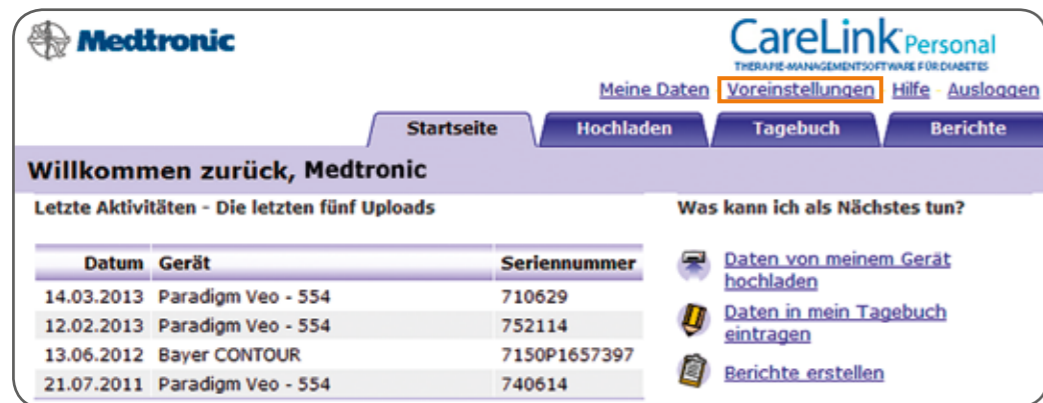 Medtronic
CareLink Personal
THERAPIE-MANAGEMENTSOFTWARE FÜR DIABETES
Meine Daten Voreinstellungen Hilfe - Ausloggen
Startseite Hochladen Tagebuch Berichte
Willkommen zurück, Medtronic
Letzte Aktivitäten - Die letzten fünf Uploads
Was kann ich als Nächstes tun?
Datum Gerät Seriennummer
14.03.2013 Paradigm Veo - 554 710629
12.02.2013 Paradigm Veo - 554 752114
13.06.2012 Bayer CONTOUR 7150P1657397
21.07.2011 Paradigm Veo - 554 740614
Daten von meinem Gerät
hochladen
Daten in mein Tagebuch
eintragen
Berichte erstellen